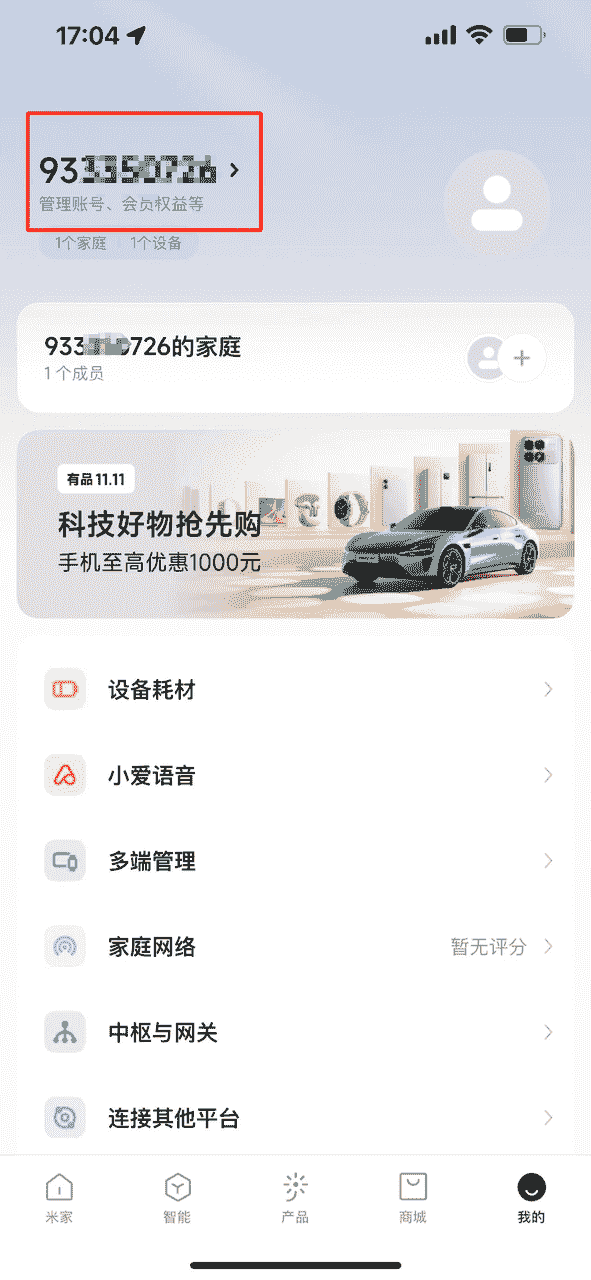 17:04
93
管理账号、会员权益等
1个家庭 1个设备
933 726的家庭
1 个成员
有品 11.11
科技好物抢先购
手机至高优惠1000元
设备耗材
小爱语音
多端管理
家庭网络 暂无评分
中枢与网关
连接其他平台
米家 智能 产品 商城 我的